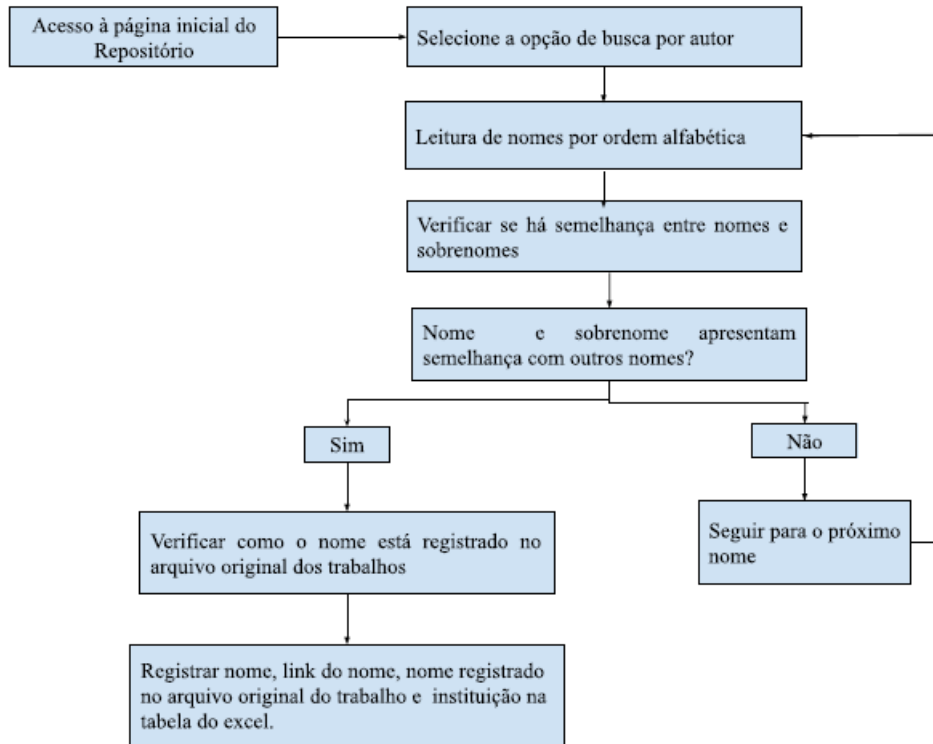 Acesso à página inicial do
Repositório
Selecione a opção de busca por autor
Leitura de nomes por ordem alfabética
Verificar se há semelhança entre nomes e
sobrenomes
Nome e sobrenome apresentam
semelhança com outros nomes?
Sim
Não
Verificar como o nome está registrado no
arquivo original dos trabalhos
Seguir para o próximo
nome
Registrar nome, link do nome, nome registrado
no arquivo original do trabalho e instituição na
tabela do excel.